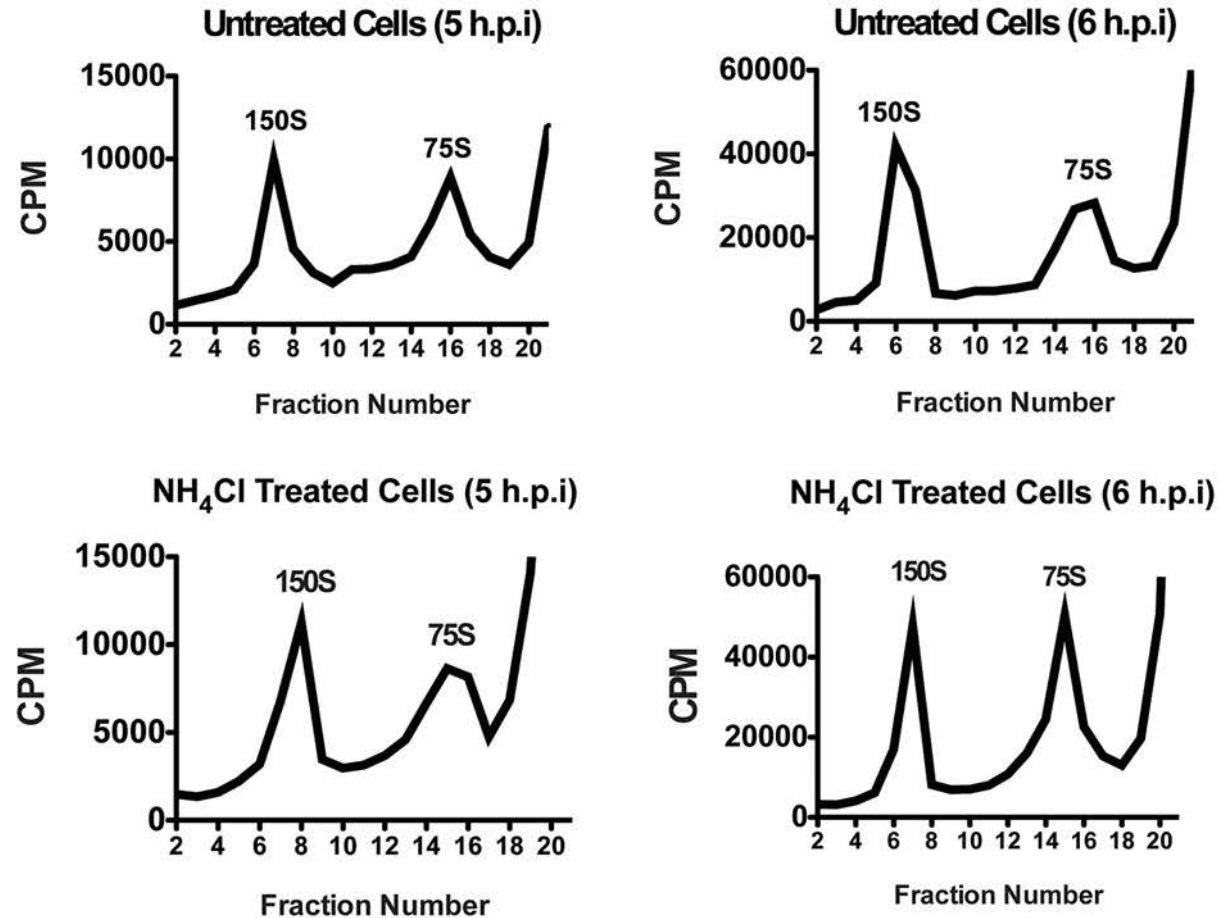 Untreated Cells (5 h.p.i)
15000
10000
5000
0
CPM
150S
75S
2 4 6 8 10 12 14 16 18 20
Fraction Number
Untreated Cells (6 h.p.i)
60000
40000
20000
0
CPM
150S
75S
2 4 6 8 10 12 14 16 18 20
Fraction Number
NH₄Cl Treated Cells (5 h.p.i)
15000
10000
5000
0
CPM
150S
75S
2 4 6 8 10 12 14 16 18 20
Fraction Number
NH₄Cl Treated Cells (6 h.p.i)
60000
40000
20000
0
CPM
150S
75S
2 4 6 8 10 12 14 16 18 20
Fraction Number